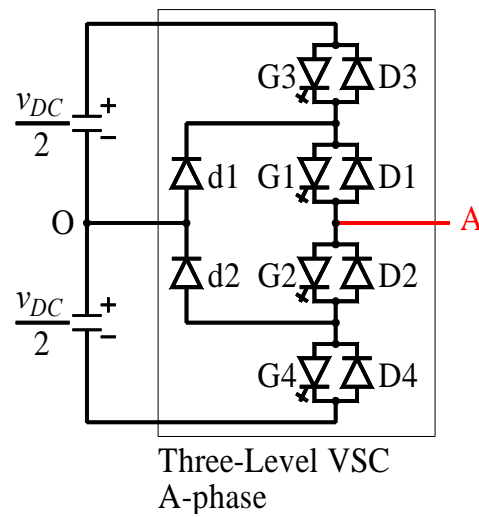 G3 D3
v_DC
2
+
−
d1 G1 D1
O A
d2 G2 D2
v_DC
2
+
−
G4 D4
Three-Level VSC
A-phase